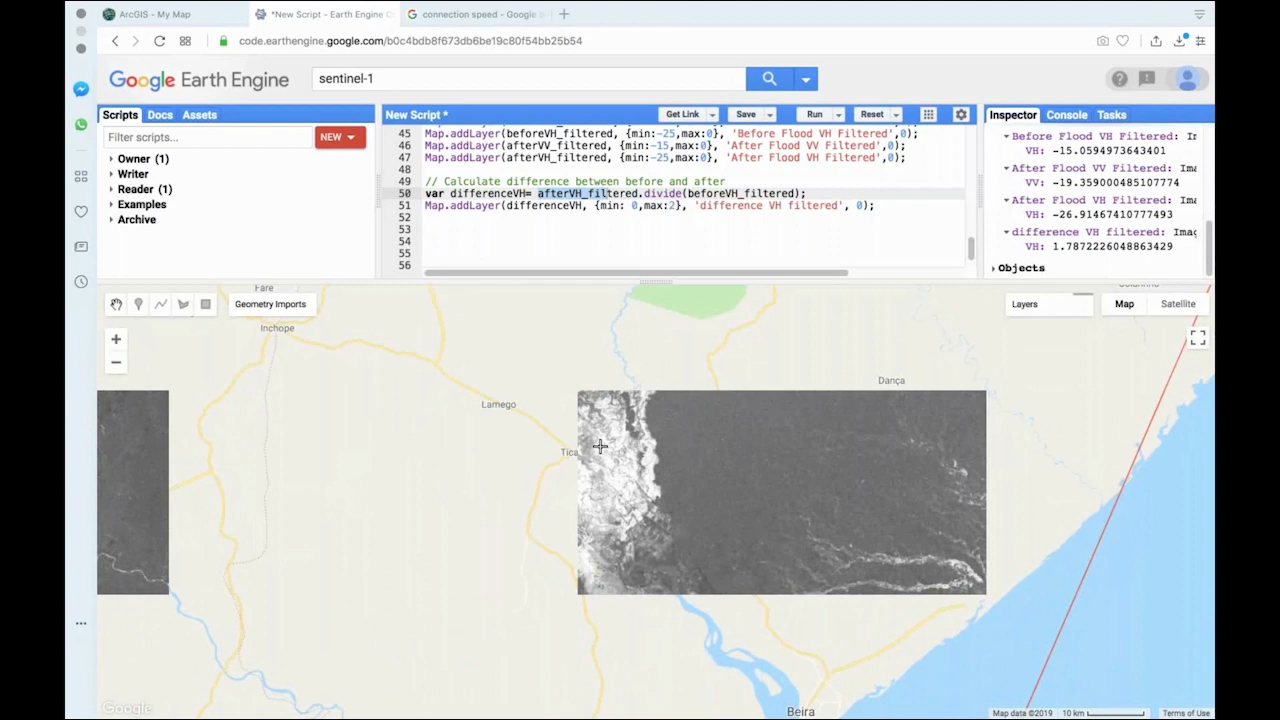 ArcGIS - My Map
*New Script - Earth Engine C
connection speed - Google
code.earthengine.google.com/b0c4bdb8f673db6be19c80f54bb25b54
Google Earth Engine
sentinel-1
Scripts Docs Assets
Filter scripts...
NEW
Owner (1)
Writer
Reader (1)
Examples
Archive
New Script *
Get Link
Save
Run
Reset
45 Map.addLayer(beforeVH_filtered, {min:-25,max:0}, 'Before Flood VH Filtered',0);
46 Map.addLayer(afterVV_filtered, {min:-15,max:0}, 'After Flood VV Filtered',0);
47 Map.addLayer(afterVH_filtered, {min:-25,max:0}, 'After Flood VH Filtered',0);
48
49 // Calculate difference between before and after
50 var differenceVH= afterVH_filtered.divide(beforeVH_filtered);
51 Map.addLayer(differenceVH, {min: 0,max:2}, 'difference VH filtered', 0);
52
53
54
55
56
Inspector Console Tasks
Before Flood VH Filtered: Im
VH: -15.0594973643401
After Flood VV Filtered: Ima
VV: -19.359000485107774
After Flood VH Filtered: Ima
VH: -26.91467410777493
difference VH filtered: Imag
VH: 1.7872226048863429
Objects
Geometry Imports
Layers
Map
Satellite
+
−
Fare
Inchope
Dança
Lamego
Tica
Beira
Google
Map data ©2019
10 km
Terms of Use